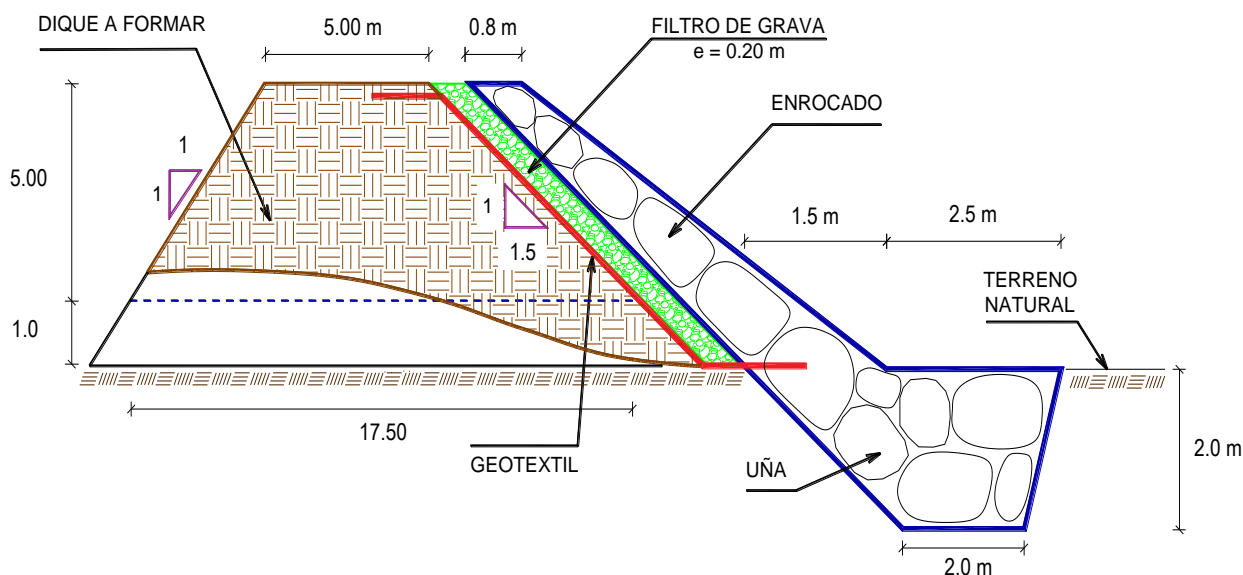 DIQUE A FORMAR
5.00 m
0.8 m
FILTRO DE GRAVA
e = 0.20 m
ENROCADO
1
1
5.00
1
1.5
1.5 m
2.5 m
TERRENO
NATURAL
1.0
17.50
GEOTEXTIL
UÑA
2.0 m
2.0 m